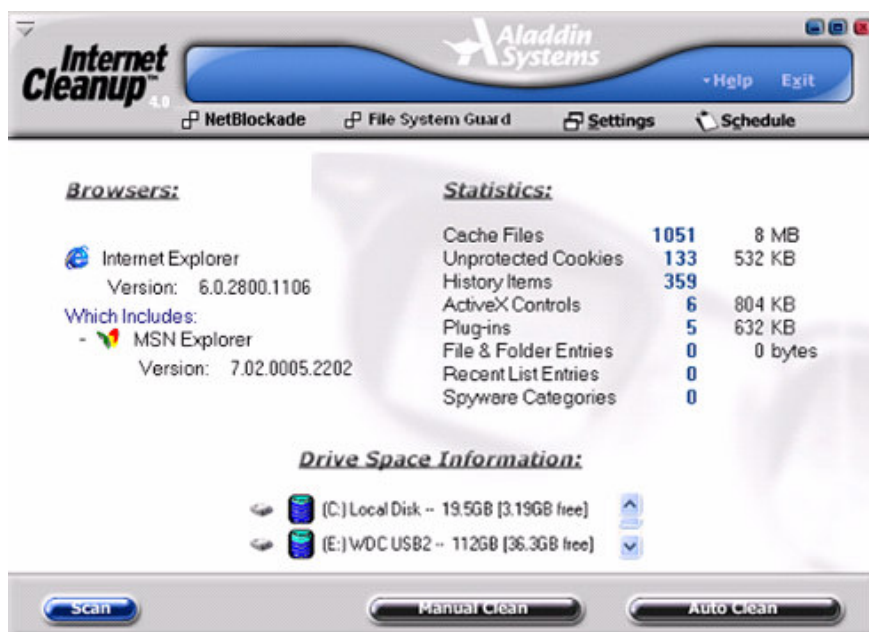 Aladdin
Systems
Internet
Cleanup™
4.0
Help Exit
NetBlockade File System Guard Settings Schedule
Browsers:
Internet Explorer
Version: 6.0.2800.1106
Which Includes:
- MSN Explorer
Version: 7.02.0005.2202
Statistics:
Cache Files 1051 8 MB
Unprotected Cookies 133 532 KB
History Items 359
ActiveX Controls 6 804 KB
Plug-ins 5 632 KB
File & Folder Entries 0 0 bytes
Recent List Entries 0
Spyware Categories 0
Drive Space Information:
(C:) Local Disk -- 19.5GB [3.19GB free]
(E:) WDC USB2 -- 112GB [36.3GB free]
Scan Manual Clean Auto Clean